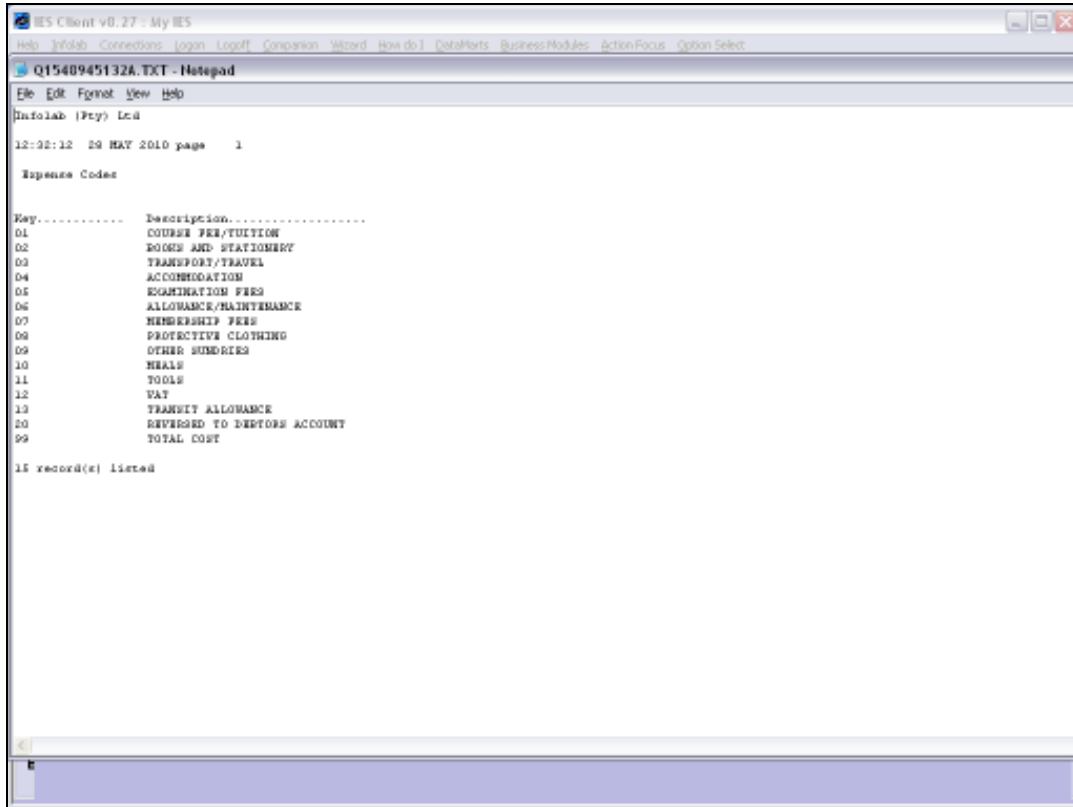 IES Client v8.27 : My IES
Help Infolab Connections Logon Logoff Companion Wizard How do I DataMarts Business Modules Action Focus Option Select
Q1548945132A.TXT - Notepad
File Edit Format View Help
Infolab (Pty) Ltd
12:32:12 28 MAY 2010 page 1
Expense Codes
Key............ Description...................
01 COURSE FEE/TUITION
02 BOOKS AND STATIONERY
03 TRANSPORT/TRAVEL
04 ACCOMMODATION
05 EXAMINATION FEES
06 ALLOWANCE/MAINTENANCE
07 MEMBERSHIP FEES
08 PROTECTIVE CLOTHING
09 OTHER SUNDRIES
10 MEALS
11 TOOLS
12 VAT
13 TRANSIT ALLOWANCE
20 REVERSED TO DEBTORS ACCOUNT
99 TOTAL COST
15 record(s) listed